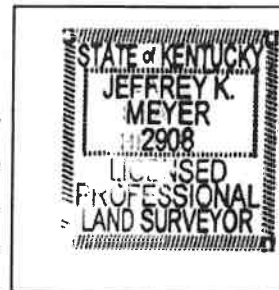 STATE of KENTUCKY
JEFFREY K.
MEYER
2908
LICENSED
PROFESSIONAL
LAND SURVEYOR